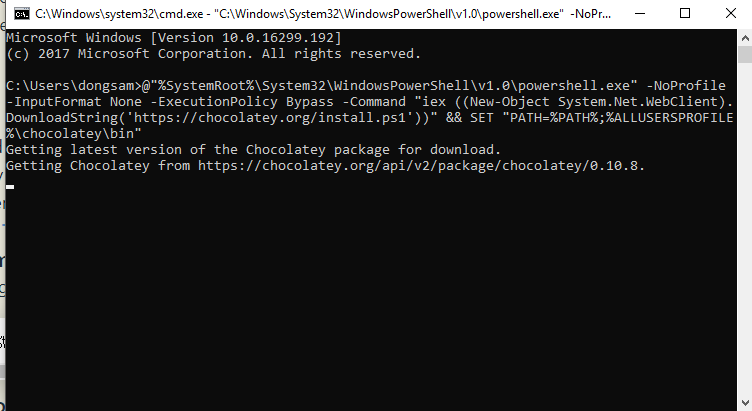 C:\Windows\system32\cmd.exe - "C:\Windows\System32\WindowsPowerShell\v1.0\powershell.exe" -NoPr...
Microsoft Windows [Version 10.0.16299.192]
(c) 2017 Microsoft Corporation. All rights reserved.
C:\Users\dongsam>@"%SystemRoot%\System32\WindowsPowerShell\v1.0\powershell.exe" -NoProfile
-InputFormat None -ExecutionPolicy Bypass -Command "iex ((New-Object System.Net.WebClient).
DownloadString('https://chocolatey.org/install.ps1'))" && SET "PATH=%PATH%;%ALLUSERSPROFILE
%\chocolatey\bin"
Getting latest version of the Chocolatey package for download.
Getting Chocolatey from https://chocolatey.org/api/v2/package/chocolatey/0.10.8.